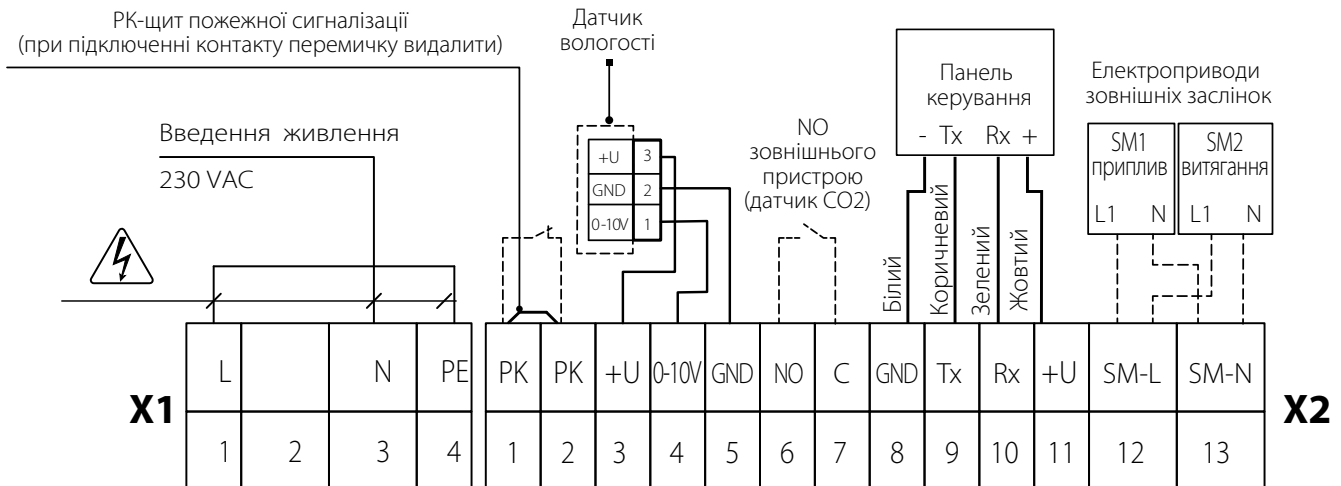 РК-щит пожежної сигналізації
(при підключенні контакту перемичку видалити)
Датчик
вологості
Введення живлення
230 VAC
+U 3
GND 2
0-10V 1
NO
зовнішнього
пристрою
(датчик CO2)
Панель
керування
- Tx Rx +
Білий
Коричневий
Зелений
Жовтий
Електроприводи
зовнішніх заслінок
SM1
приплив
L1 N
SM2
витягання
L1 N
X1
L N PE
1 2 3 4
PK PK +U 0-10V GND NO C GND Tx Rx +U SM-L SM-N
1 2 3 4 5 6 7 8 9 10 11 12 13
X2